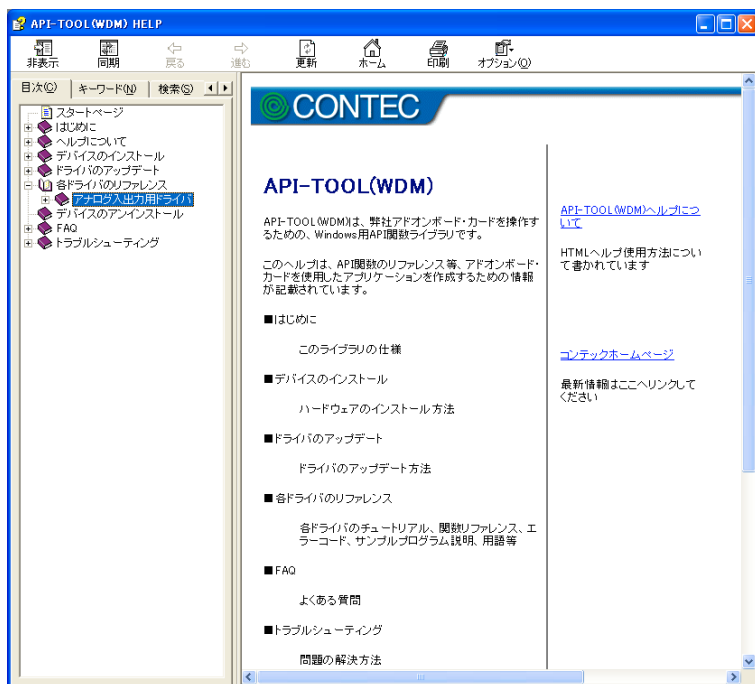 API-TOOL(WDM) HELP
非表示 同期 戻る 進む 更新 ホーム 印刷 オプション(O)
目次(C) キーワード(N) 検索(S)
スタートページ
はじめに
ヘルプについて
デバイスのインストール
ドライバのアップデート
各ドライバのリファレンス
アナログ入出力用ドライバ
デバイスのアンインストール
FAQ
トラブルシューティング
CONTEC
API-TOOL(WDM)
API-TOOL(WDM)は、弊社アドオンボード・カードを操作す
るための、Windows用API関数ライブラリです。
このヘルプは、API関数のリファレンス等、アドオンボード・
カードを使用したアプリケーションを作成するための情報
が記載されています。
■はじめに
このライブラリの仕様
■デバイスのインストール
ハードウェアのインストール方法
■ドライバのアップデート
ドライバのアップデート方法
■各ドライバのリファレンス
各ドライバのチュートリアル、関数リファレンス、エ
ラーコード、サンプルプログラム説明、用語等
■FAQ
よくある質問
■トラブルシューティング
問題の解決方法
API-TOOL(WDM)ヘルプにつ
いて
HTMLヘルプ使用方法につい
て書かれています
コンテックホームページ
最新情報はここへリンクして
ください